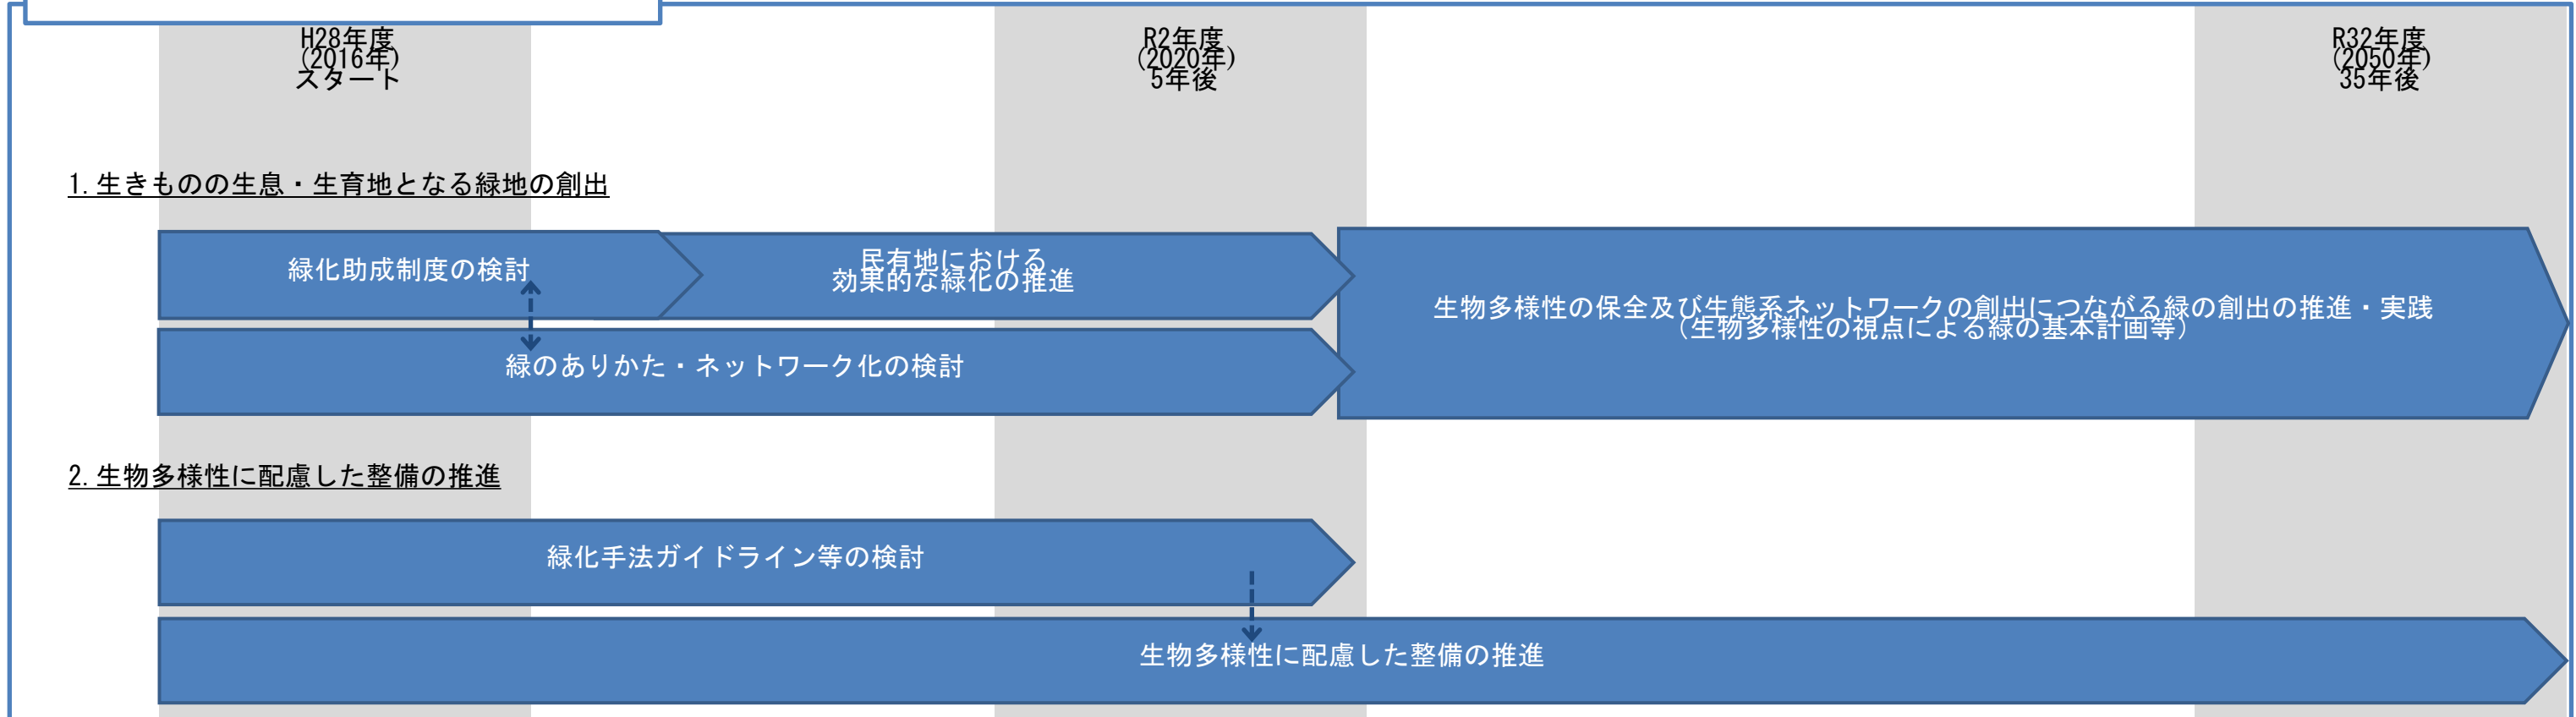 H28年度
(2016年)
スタート
R2年度
(2020年)
5年後
R32年度
(2050年)
35年後
1.生きものの生息・生育地となる緑地の創出
緑化助成制度の検討
民有地における
効果的な緑化の推進
生物多様性の保全及び生態系ネットワークの創出につながる緑の創出の推進・実践
(生物多様性の視点による緑の基本計画等)
緑のありかた・ネットワーク化の検討
2.生物多様性に配慮した整備の推進
緑化手法ガイドライン等の検討
生物多様性に配慮した整備の推進